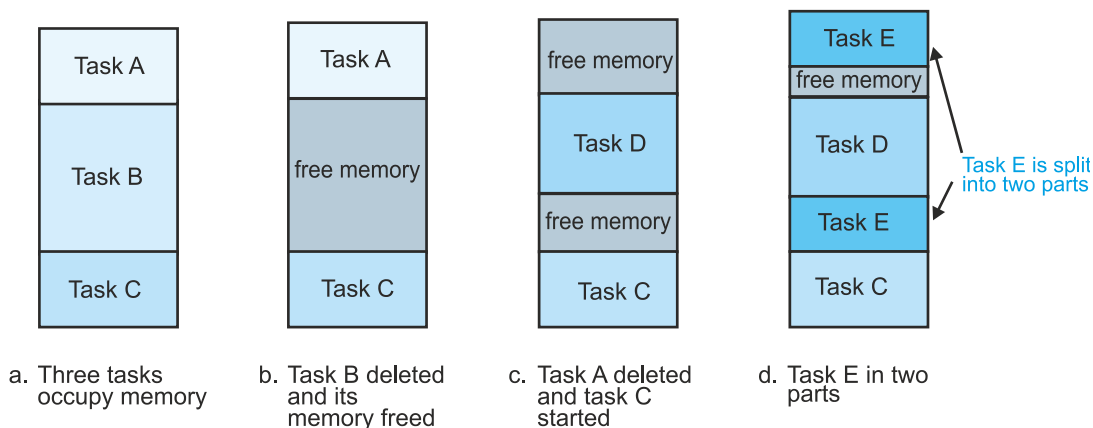 Task A
Task B
Task C
a. Three tasks
occupy memory
Task A
free memory
Task C
b. Task B deleted
and its
memory freed
free memory
Task D
free memory
Task C
c. Task A deleted
and task C
started
Task E
free memory
Task D
Task E
Task C
Task E is split
into two parts
d. Task E in two
parts